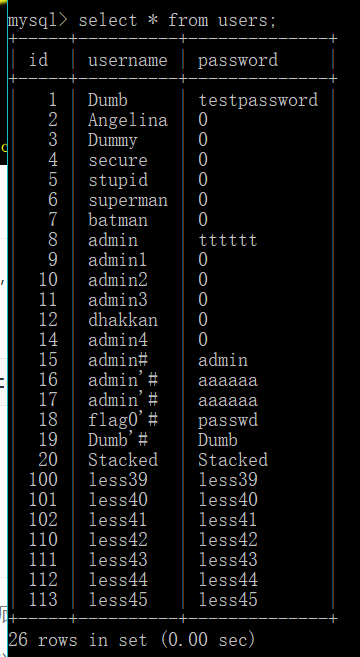 mysql> select * from users;
+-----+----------+--------------+
| id | username | password |
+-----+----------+--------------+
| 1 | Dumb | testpassword |
| 2 | Angelina | 0 |
| 3 | Dummy | 0 |
| 4 | secure | 0 |
| 5 | stupid | 0 |
| 6 | superman | 0 |
| 7 | batman | 0 |
| 8 | admin | tttttt |
| 9 | admin1 | 0 |
| 10 | admin2 | 0 |
| 11 | admin3 | 0 |
| 12 | dhakkan | 0 |
| 14 | admin4 | 0 |
| 15 | admin# | admin |
| 16 | admin'# | aaaaaa |
| 17 | admin'# | aaaaaa |
| 18 | flag0'# | passwd |
| 19 | Dumb'# | Dumb |
| 20 | Stacked | Stacked |
| 100 | less39 | less39 |
| 101 | less40 | less40 |
| 102 | less41 | less41 |
| 110 | less42 | less42 |
| 111 | less43 | less43 |
| 112 | less44 | less44 |
| 113 | less45 | less45 |
+-----+----------+--------------+
26 rows in set (0.00 sec)